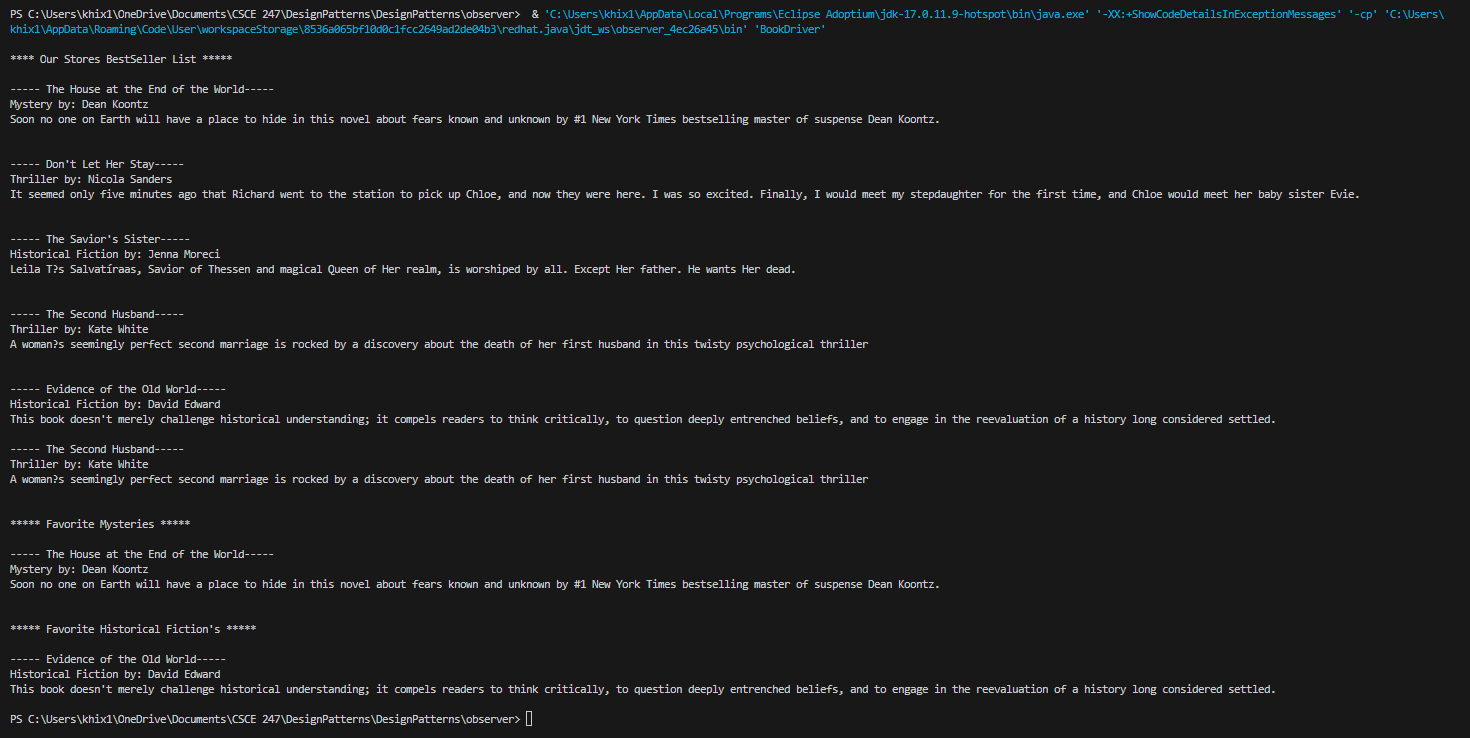 PS C:\Users\khix1\OneDrive\Documents\CSCE 247\DesignPatterns\DesignPatterns\observer>  & 'C:\Users\khix1\AppData\Local\Programs\Eclipse Adoptium\jdk-17.0.11.9-hotspot\bin\java.exe' '-XX:+ShowCodeDetailsInExceptionMessages' '-cp' 'C:\Users\
khix1\AppData\Roaming\Code\User\workspaceStorage\8536a065bf10d0c1fcc2649ad2de04b3\redhat.java\jdt_ws\observer_4ec26a45\bin' 'BookDriver'
**** Our Stores BestSeller List *****
----- The House at the End of the World-----
Mystery by: Dean Koontz
Soon no one on Earth will have a place to hide in this novel about fears known and unknown by #1 New York Times bestselling master of suspense Dean Koontz.
----- Don't Let Her Stay-----
Thriller by: Nicola Sanders
It seemed only five minutes ago that Richard went to the station to pick up Chloe, and now they were here. I was so excited. Finally, I would meet my stepdaughter for the first time, and Chloe would meet her baby sister Evie.
----- The Savior's Sister-----
Historical Fiction by: Jenna Moreci
Leila T?s Salvatíraas, Savior of Thessen and magical Queen of Her realm, is worshiped by all. Except Her father. He wants Her dead.
----- The Second Husband-----
Thriller by: Kate White
A woman?s seemingly perfect second marriage is rocked by a discovery about the death of her first husband in this twisty psychological thriller
----- Evidence of the Old World-----
Historical Fiction by: David Edward
This book doesn't merely challenge historical understanding; it compels readers to think critically, to question deeply entrenched beliefs, and to engage in the reevaluation of a history long considered settled.
----- The Second Husband-----
Thriller by: Kate White
A woman?s seemingly perfect second marriage is rocked by a discovery about the death of her first husband in this twisty psychological thriller
***** Favorite Mysteries *****
----- The House at the End of the World-----
Mystery by: Dean Koontz
Soon no one on Earth will have a place to hide in this novel about fears known and unknown by #1 New York Times bestselling master of suspense Dean Koontz.
***** Favorite Historical Fiction's *****
----- Evidence of the Old World-----
Historical Fiction by: David Edward
This book doesn't merely challenge historical understanding; it compels readers to think critically, to question deeply entrenched beliefs, and to engage in the reevaluation of a history long considered settled.
PS C:\Users\khix1\OneDrive\Documents\CSCE 247\DesignPatterns\DesignPatterns\observer>